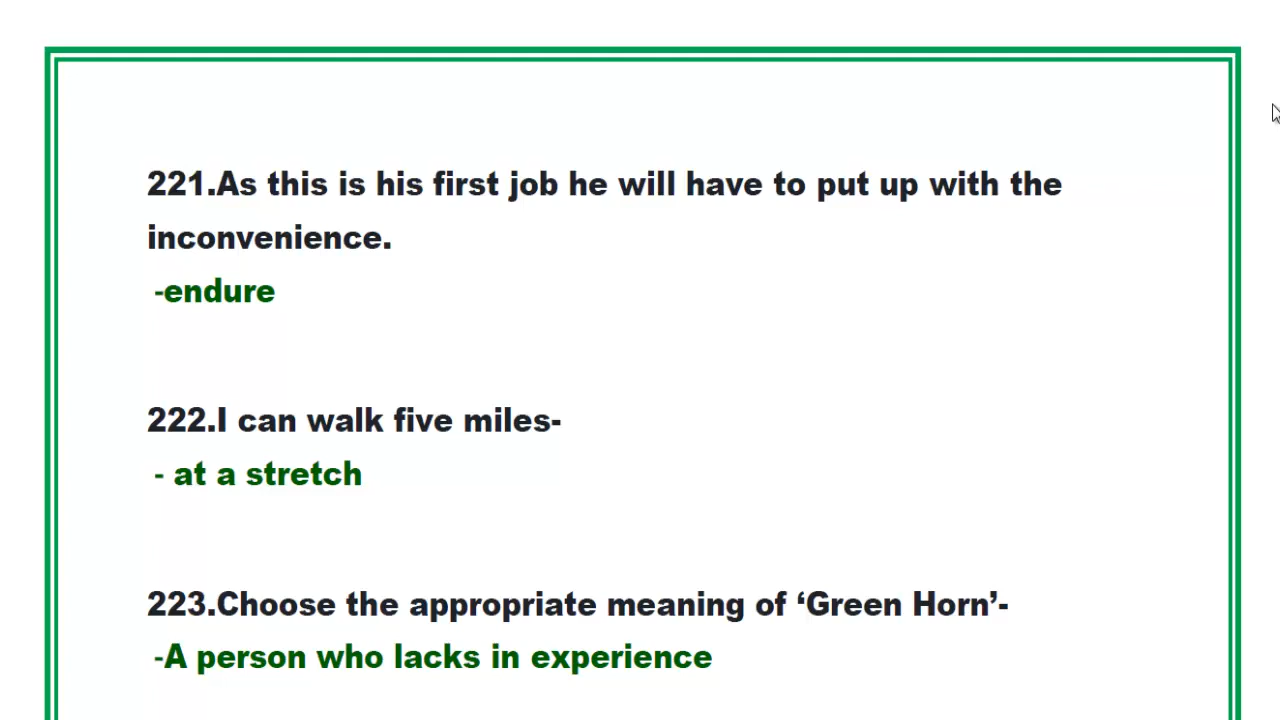 221.As this is his first job he will have to put up with the
inconvenience.
-endure
222.I can walk five miles-
- at a stretch
223.Choose the appropriate meaning of ‘Green Horn’-
-A person who lacks in experience